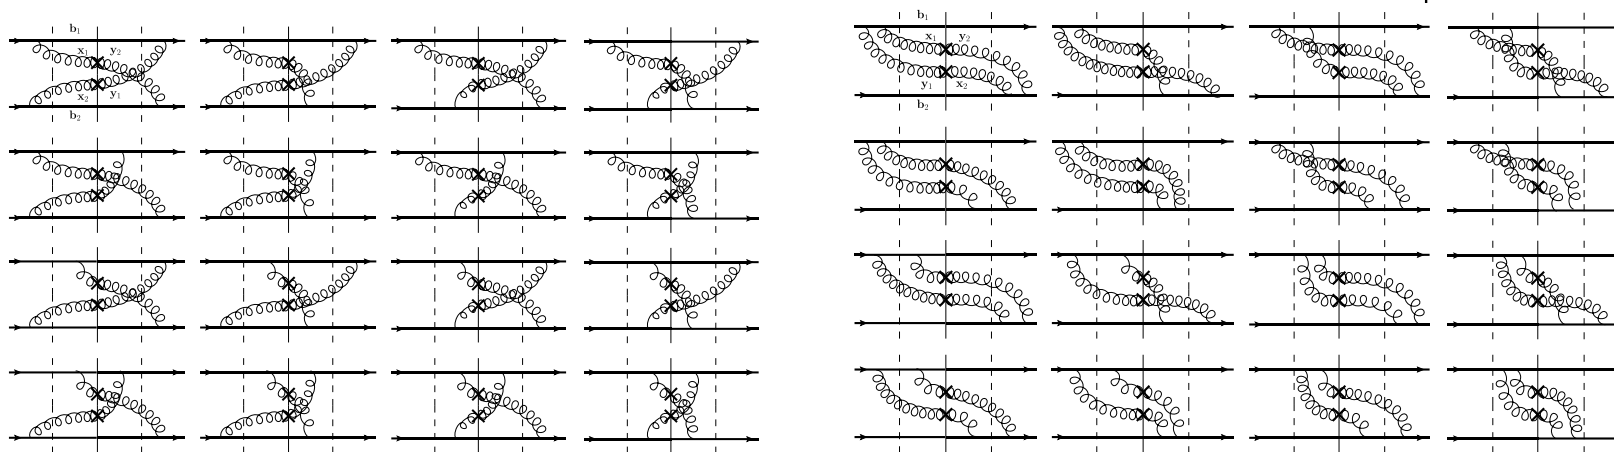 b₁
x₁ y₂
x₂ y₁
b₂
b₁
x₁ y₂
y₁ x₂
b₂